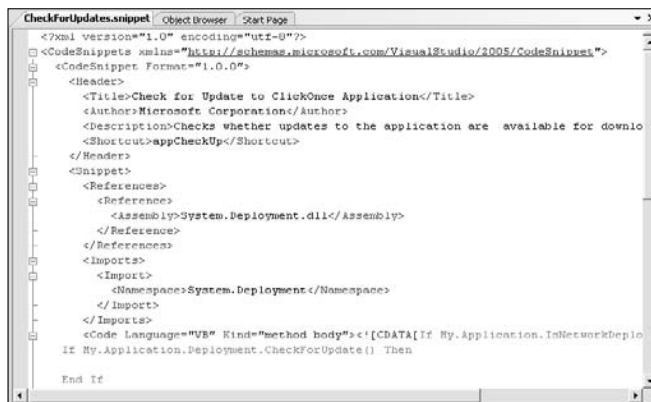 CheckForUpdates.snippet Object Browser Start Page
<?xml version="1.0" encoding="utf-8"?>
<CodeSnippets xmlns="http://schemas.microsoft.com/VisualStudio/2005/CodeSnippet">
<CodeSnippet Format="1.0.0">
<Header>
<Title>Check for Update to ClickOnce Application</Title>
<Author>Microsoft Corporation</Author>
<Description>Checks whether updates to the application are  available for downlo
<Shortcut>appCheckUp</Shortcut>
</Header>
<Snippet>
<References>
<Reference>
<Assembly>System.Deployment.dll</Assembly>
</Reference>
</References>
<Imports>
<Import>
<Namespace>System.Deployment</Namespace>
</Import>
</Imports>
<Code Language="VB" Kind="method body"><![CDATA[If My.Application.IsNetworkDeplo
If My.Application.Deployment.CheckForUpdate() Then
End If